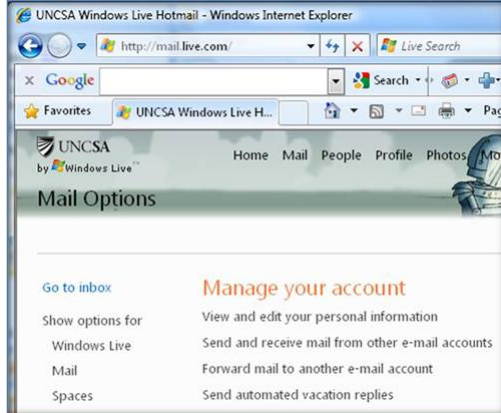 UNCSA Windows Live Hotmail - Windows Internet Explorer
http://mail.live.com/
Live Search
x Google
Search
Favorites
UNCSA Windows Live H...
Pag
UNCSA
by Windows Live™
Home Mail People Profile Photos Mo
Mail Options
Go to inbox
Show options for
Windows Live
Mail
Spaces
Manage your account
View and edit your personal information
Send and receive mail from other e-mail accounts
Forward mail to another e-mail account
Send automated vacation replies